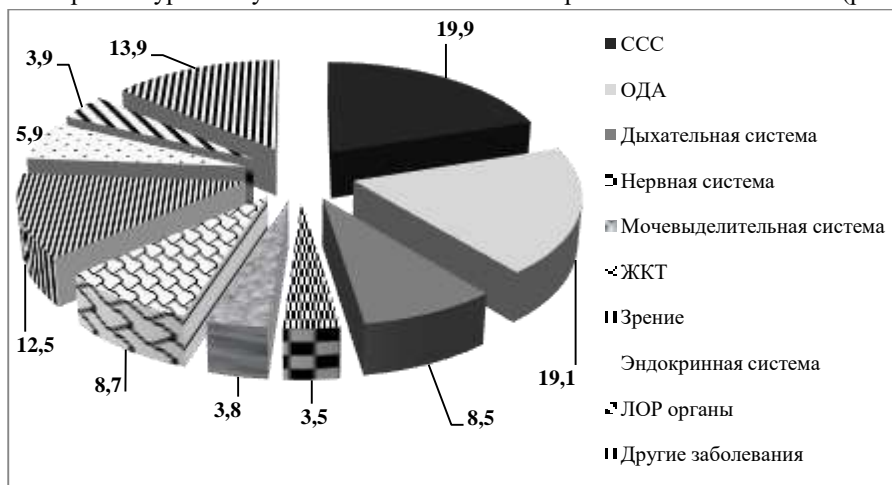 13,9
19,9
3,9
5,9
12,5
8,7
3,8
3,5
8,5
19,1
ССС
ОДА
Дыхательная система
Нервная система
Мочевыделительная система
ЖКТ
Зрение
Эндокринная система
ЛОР органы
Другие заболевания